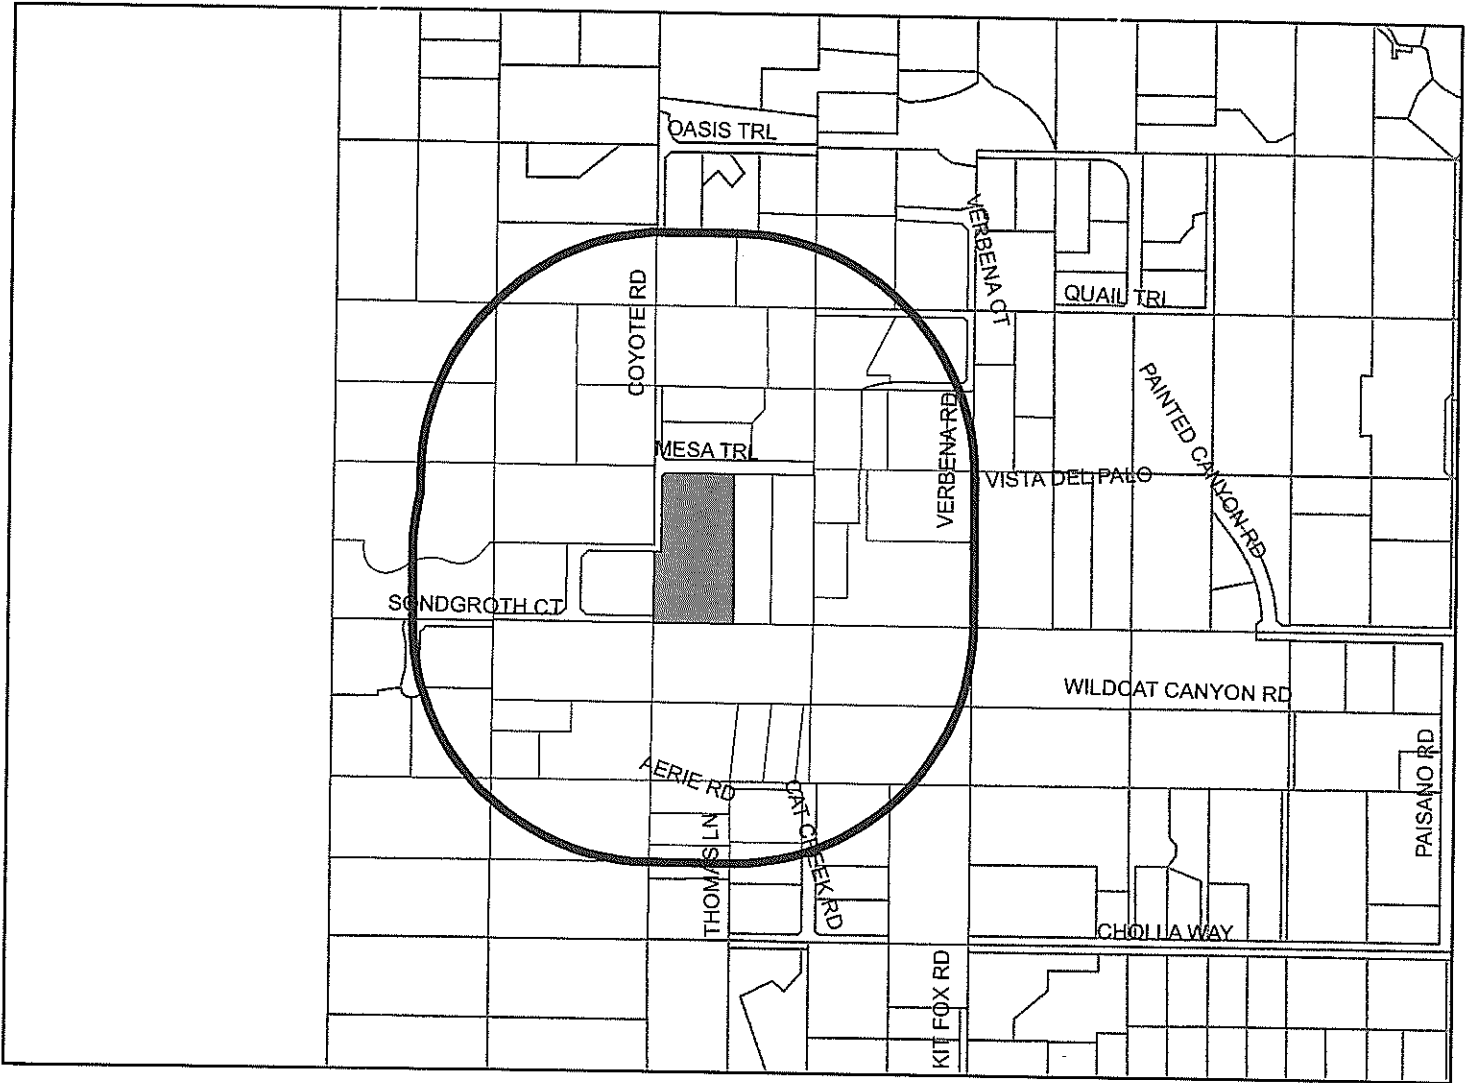 OASIS TRL
VERBENA CT
COYOTE RD
QUAIL TRL
PAINTED CANYON RD
VERBENA RD
MESA TRL
VISTA DEL PALO
SONDGROTH CT
WILDCAT CANYON RD
AERIE RD
CAT CREEK RD
THOMAS LN
PAISANO RD
CHOLLA WAY
KIT FOX RD